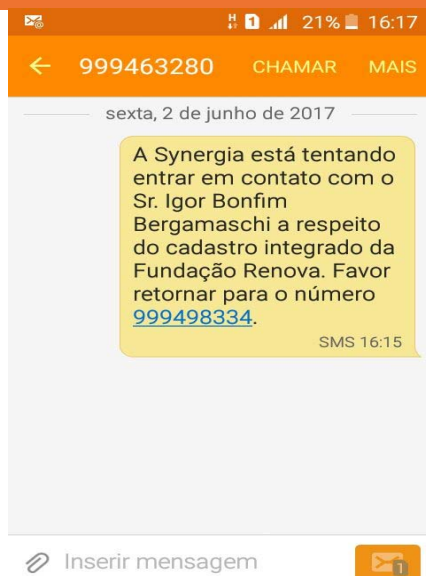 H 1 21% 16:17
999463280 CHAMAR MAIS
sexta, 2 de junho de 2017
A Synergia está tentando
entrar em contato com o
Sr. Igor Bonfim
Bergamaschi a respeito
do cadastro integrado da
Fundação Renova. Favor
retornar para o número
999498334.
SMS 16:15
Inserir mensagem
1